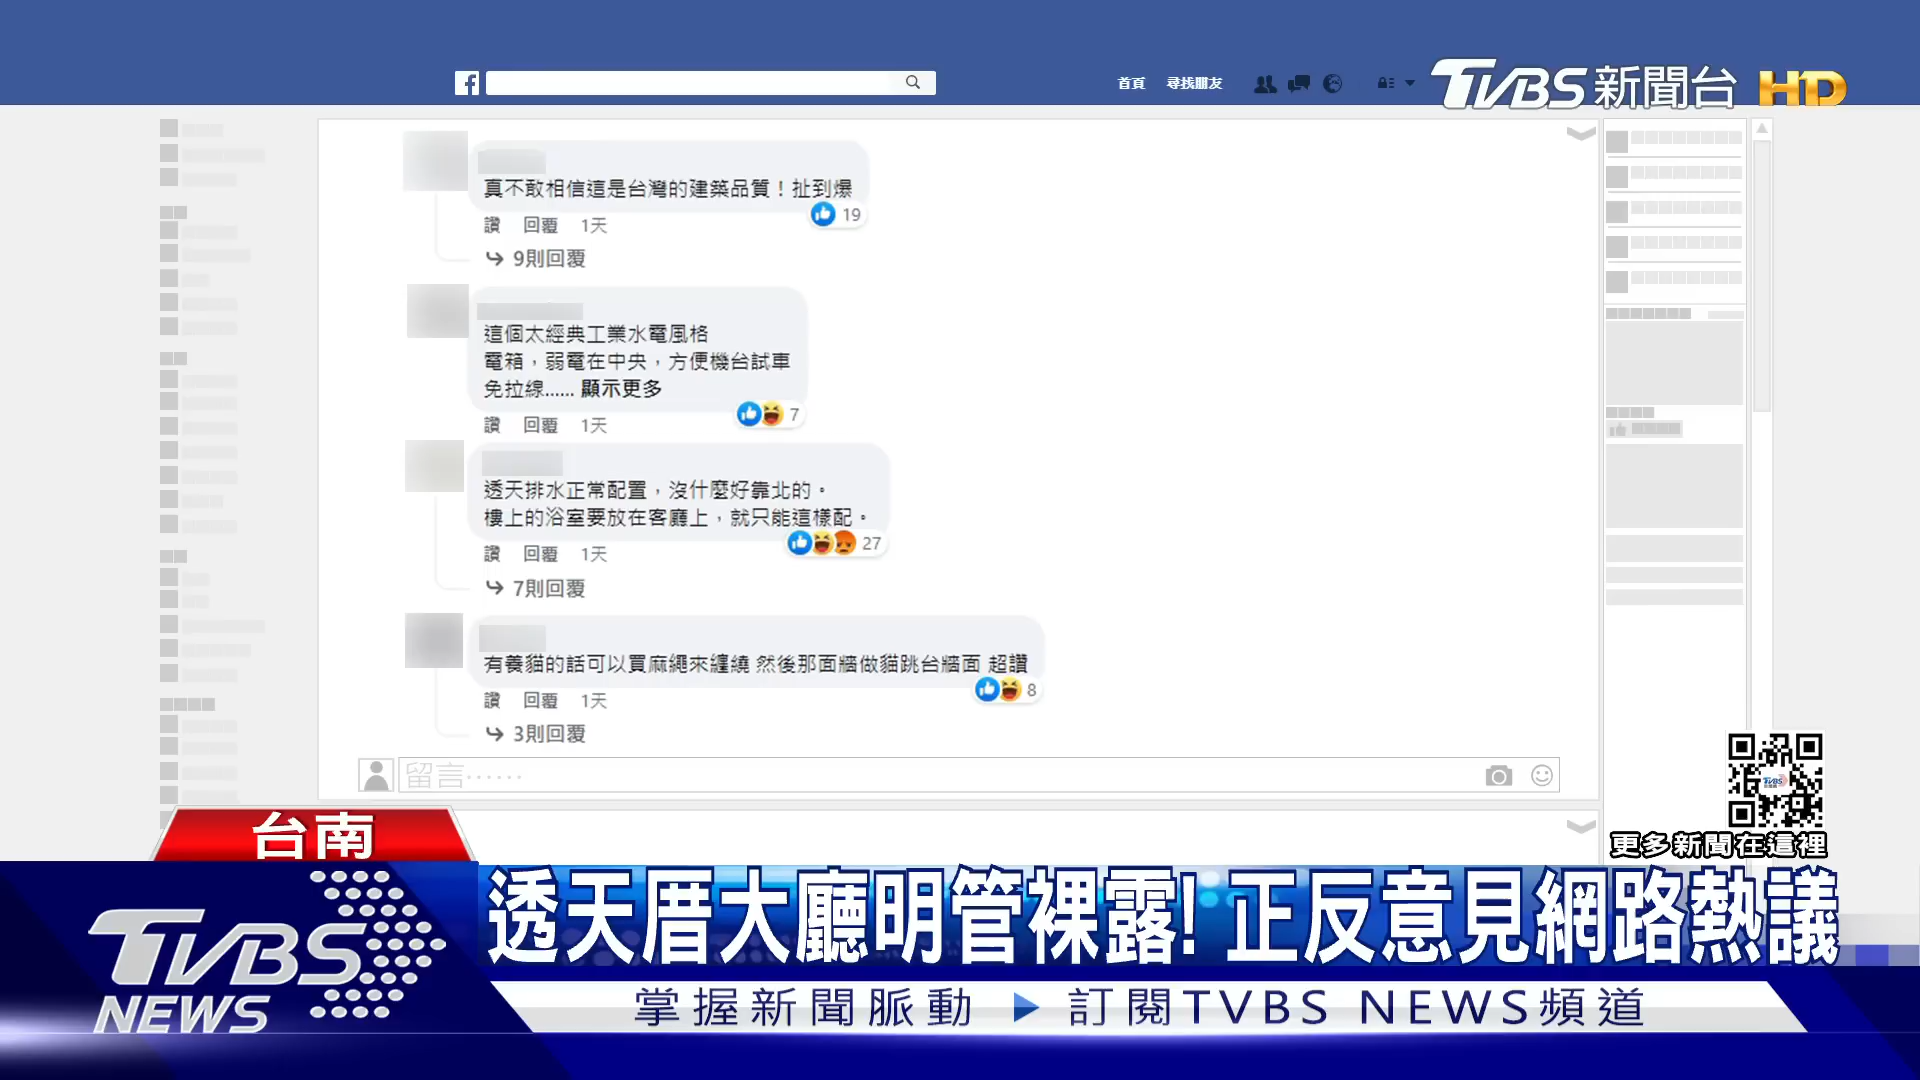 首頁 尋找朋友
TVBS新聞台 HD
真不敢相信這是台灣的建築品質！扯到爆
19
讚 回覆 1天
9則回覆
這個太經典工業水電風格
電箱，弱電在中央，方便機台試車
免拉線...... 顯示更多
7
讚 回覆 1天
透天排水正常配置，沒什麼好靠北的。
樓上的浴室要放在客廳上，就只能這樣配。
27
讚 回覆 1天
7則回覆
有養貓的話可以買麻繩來纏繞 然後那面牆做貓跳台牆面 超讚
8
讚 回覆 1天
3則回覆
留言......
TVBS
更多新聞在這裡
台南
透天厝大廳明管裸露! 正反意見網路熱議
TVBS
NEWS
掌握新聞脈動 ▶ 訂閱TVBS NEWS頻道